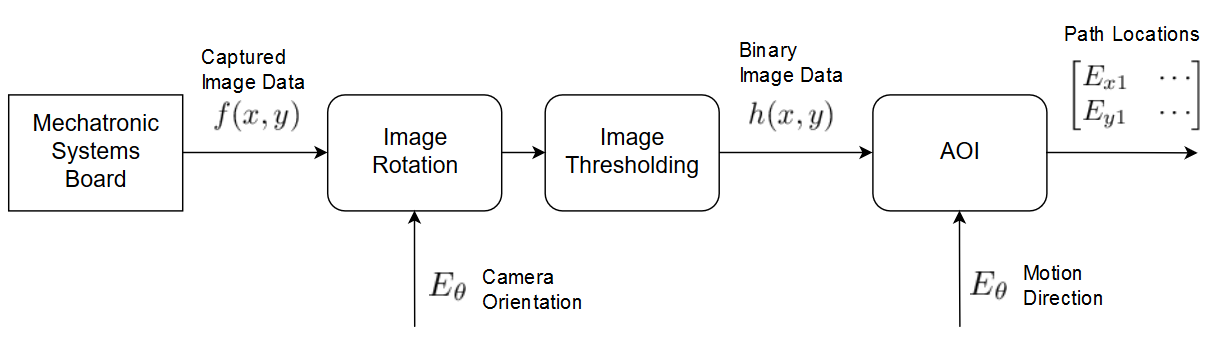 Mechatronic
Systems
Board
Captured
Image Data
f(x, y)
Image
Rotation
E_θ
Camera
Orientation
Image
Thresholding
Binary
Image Data
h(x, y)
AOI
E_θ
Motion
Direction
Path Locations
[E_x1 ⋯]
[E_y1 ⋯]